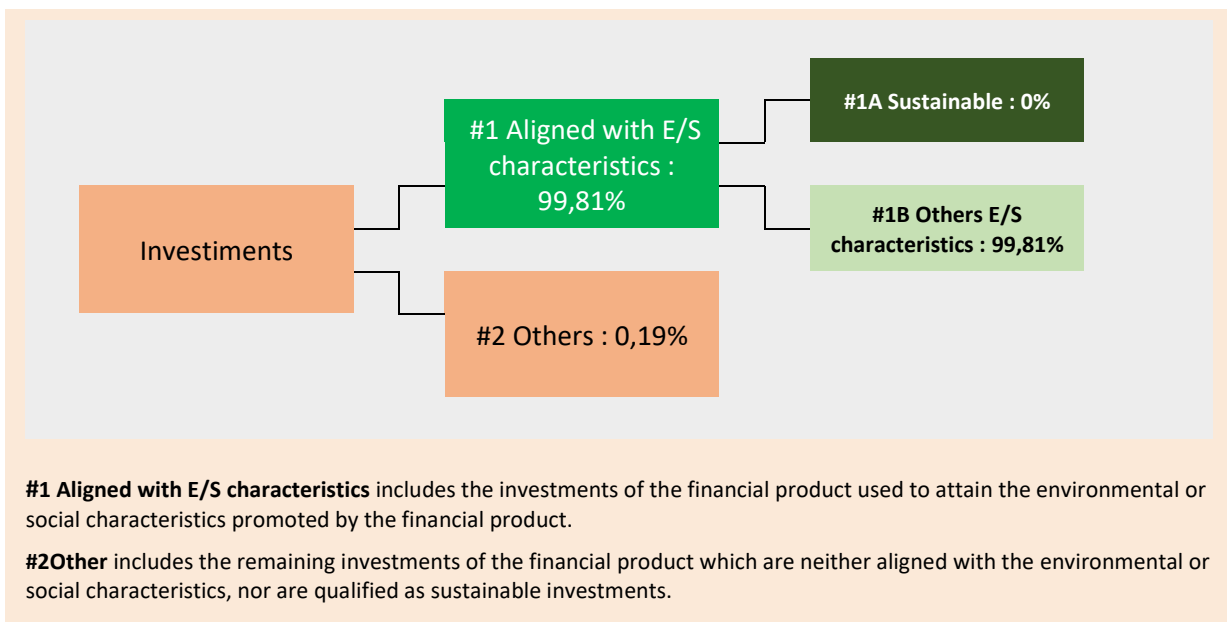 #1A Sustainable : 0%
#1 Aligned with E/S
characteristics :
99,81%
#1B Others E/S
characteristics : 99,81%
Investiments
#2 Others : 0,19%
#1 Aligned with E/S characteristics includes the investments of the financial product used to attain the environmental or
social characteristics promoted by the financial product.
#2Other includes the remaining investments of the financial product which are neither aligned with the environmental or
social characteristics, nor are qualified as sustainable investments.